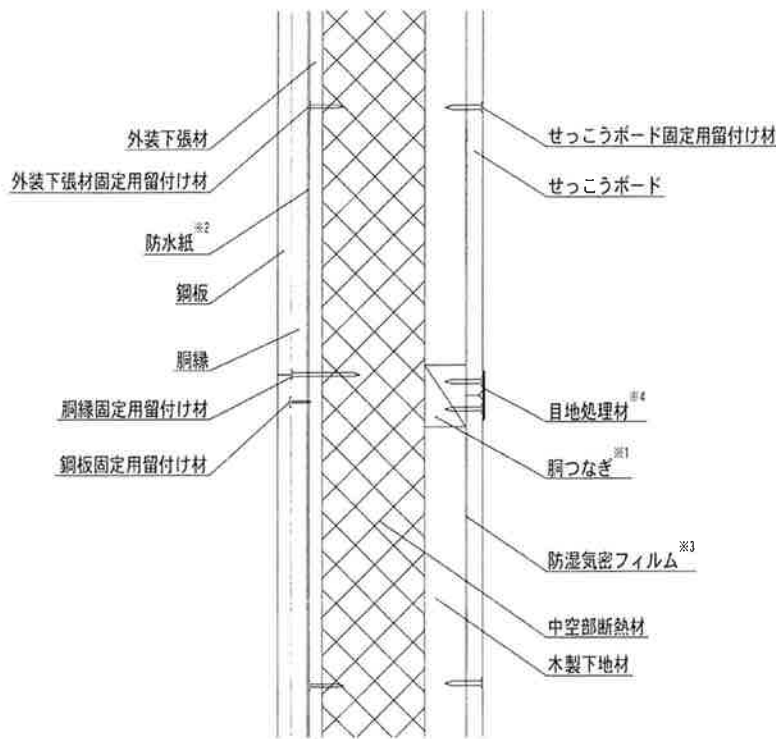 外装下張材
外装下張材固定用留付け材
防水紙※2
鋼板
胴縁
胴縁固定用留付け材
鋼板固定用留付け材
せっこうボード固定用留付け材
せっこうボード
目地処理材※4
胴つなぎ※1
防湿気密フィルム※3
中空部断熱材
木製下地材